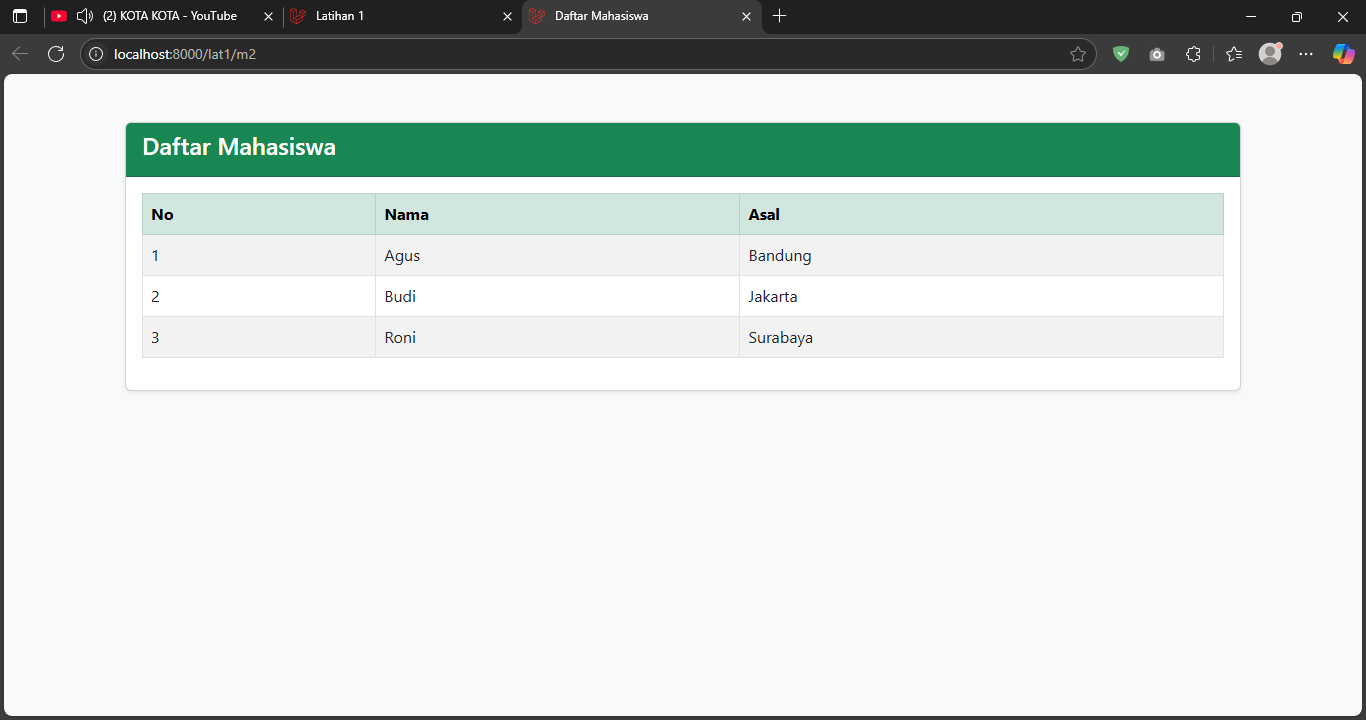 (2) KOTA KOTA - YouTube Latihan 1 Daftar Mahasiswa
localhost:8000/lat1/m2
Daftar Mahasiswa
No Nama Asal
1 Agus Bandung
2 Budi Jakarta
3 Roni Surabaya